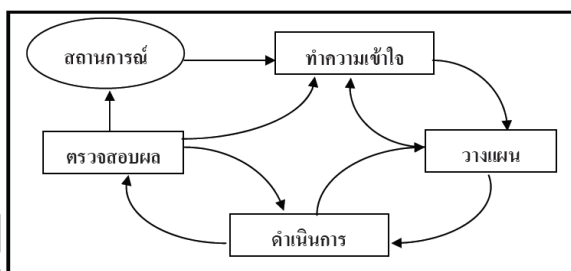 สถานการณ์
ทำความเข้าใจ
ตรวจสอบผล
วางแผน
ดำเนินการ